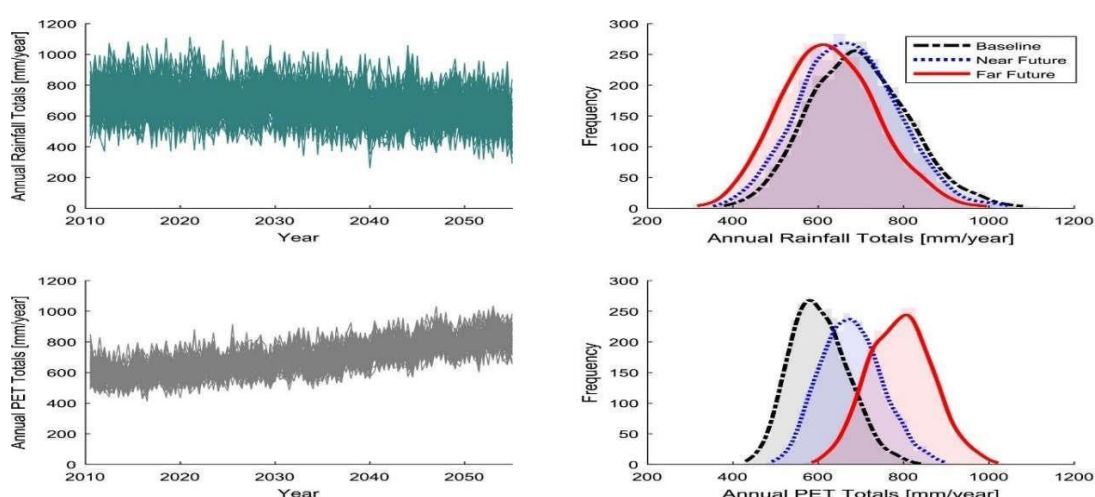 1200
1000
800
600
400
200
0
Annual Rainfall Totals [mm/year]
2010 2020 2030 2040 2050
Year
300
250
200
150
100
50
0
Frequency
Baseline
Near Future
Far Future
200 400 600 800 1000 1200
Annual Rainfall Totals [mm/year]
1200
1000
800
600
400
200
0
Annual PET Totals [mm/year]
2010 2020 2030 2040 2050
Year
300
250
200
150
100
50
0
Frequency
200 400 600 800 1000 1200
Annual PET Totals [mm/year]